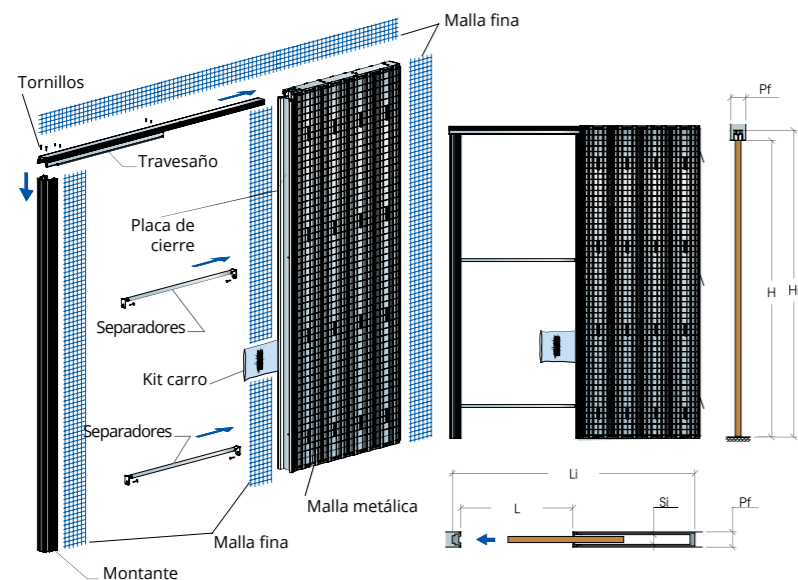 Malla fina
Tornillos
Travesaño
Placa de
cierre
Separadores
Kit carro
Separadores
Malla metálica
Malla fina
Montante
Pf
H
Hi
Li
L
Si
Pf